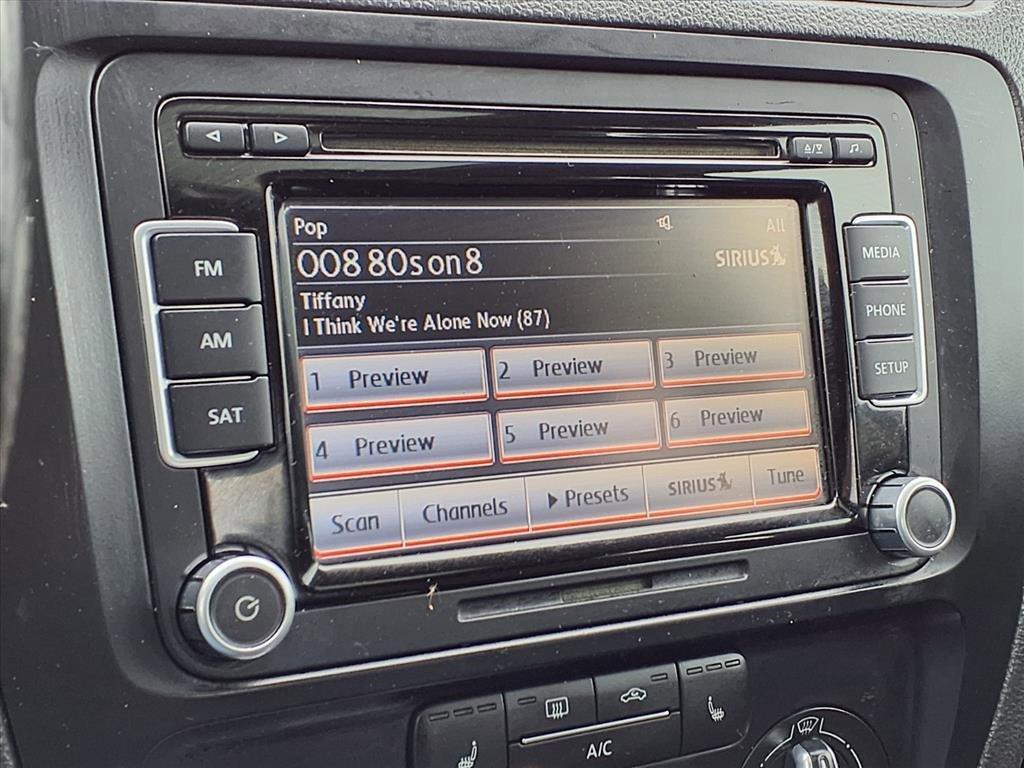 Pop All
008 80s on 8 SIRIUS
Tiffany
I Think We're Alone Now (87)
1 Preview 2 Preview 3 Preview
4 Preview 5 Preview 6 Preview
Scan Channels Presets SIRIUS Tune
FM
AM
SAT
MEDIA
PHONE
SETUP
A/C